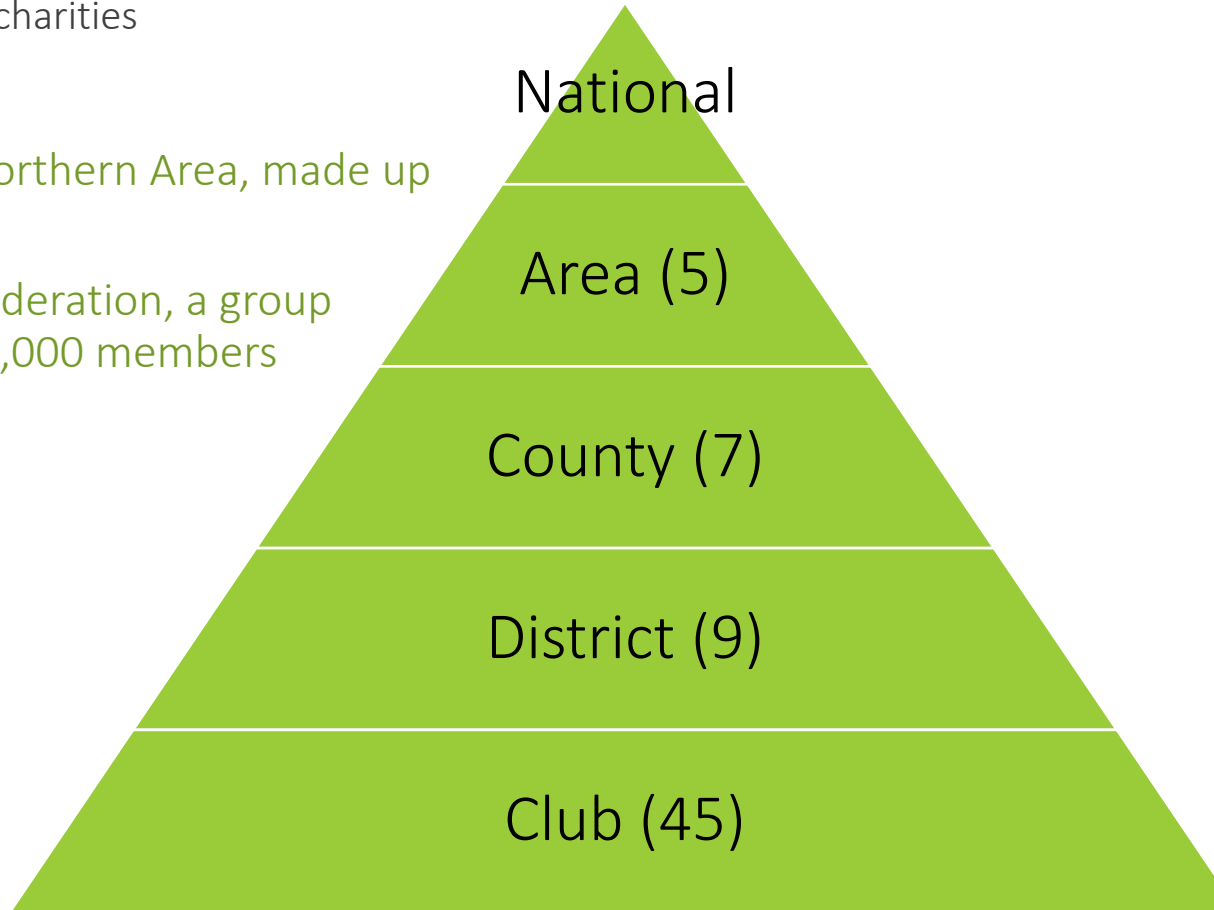 charities
National
orthern Area, made up
Area (5)
deration, a group
,000 members
County (7)
District (9)
Club (45)